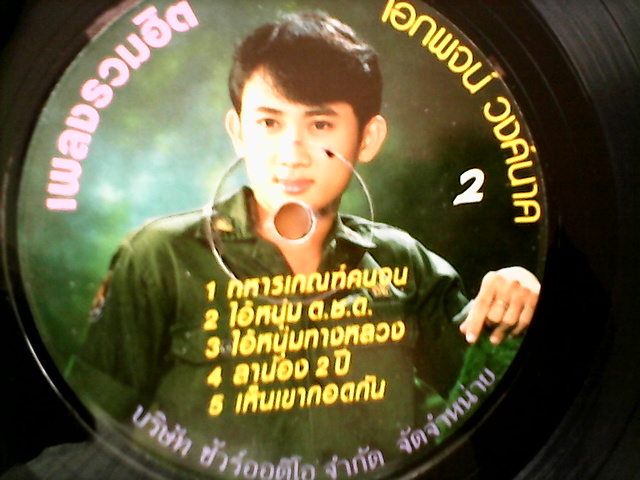 เพลงรวมฮิต
เอกพจน์ วงศ์นาค
2
1 ทหารเกณฑ์คนจน
2 ไอ้หนุ่ม ต.ช.ด.
3 ไอ้หนุ่มทางหลวง
4 ลาน้อง 2 ปี
5 เห็นเขากอดกัน
บริษัท ชัวร์ออดิโอ จำกัด จัดจำหน่าย